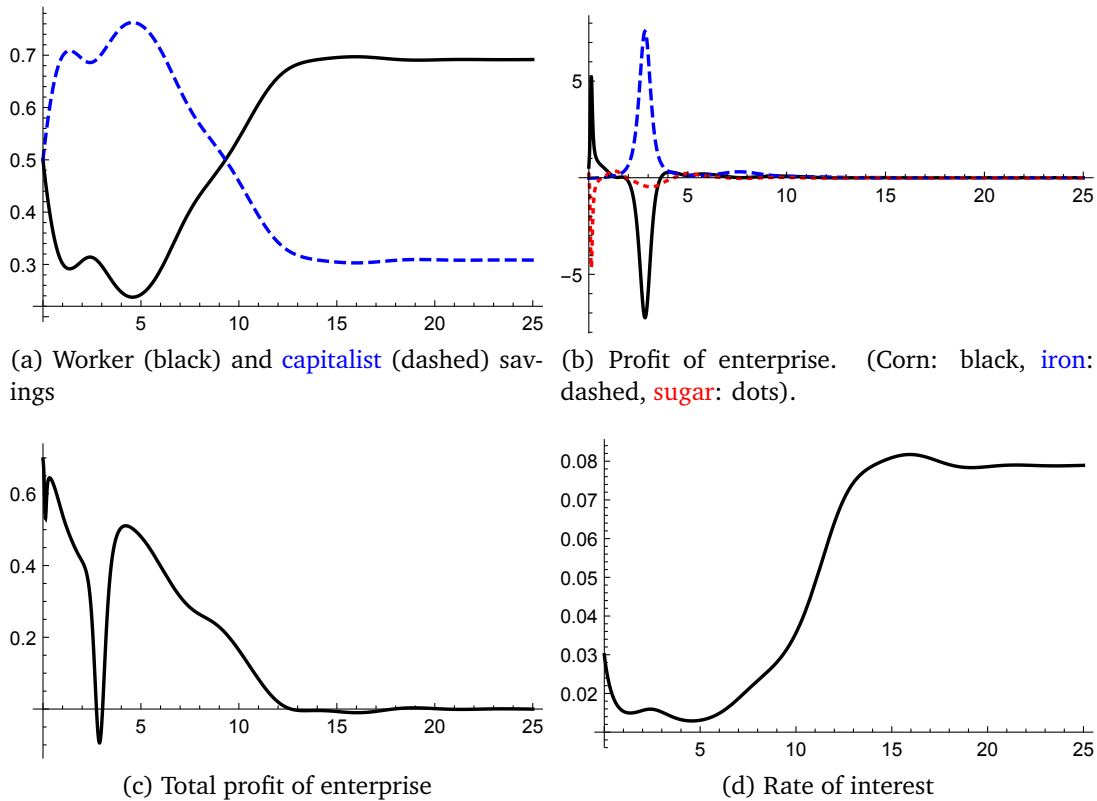 0.7
0.6
0.5
0.4
0.3
5 10 15 20 25
(a) Worker (black) and capitalist (dashed) sav-
ings
5
-5
5 10 15 20 25
(b) Profit of enterprise. (Corn: black, iron:
dashed, sugar: dots).
0.6
0.4
0.2
5 10 15 20 25
(c) Total profit of enterprise
0.08
0.07
0.06
0.05
0.04
0.03
0.02
5 10 15 20 25
(d) Rate of interest